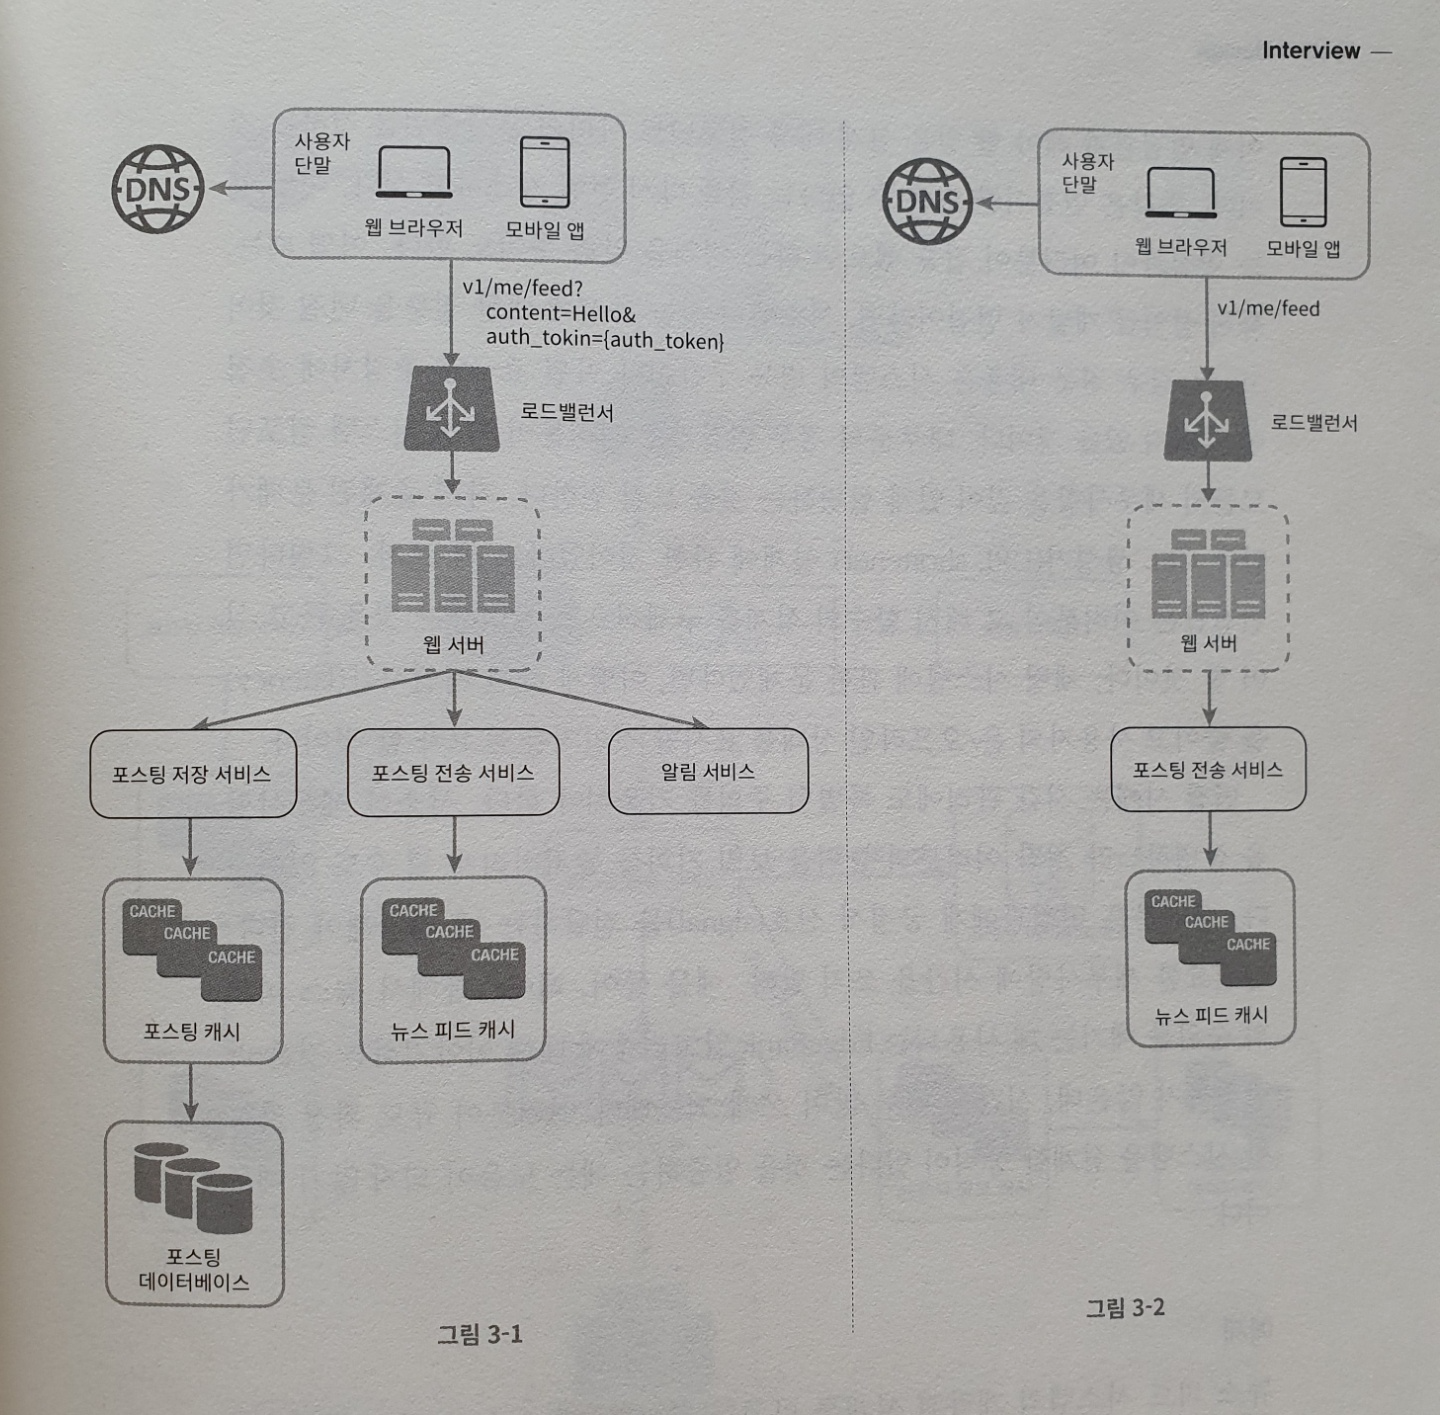 Interview
DNS
사용자
단말
웹 브라우저
모바일 앱
v1/me/feed?
content=Hello&
auth_tokin={auth_token}
로드밸런서
웹 서버
포스팅 저장 서비스
포스팅 전송 서비스
알림 서비스
CACHE
CACHE
CACHE
포스팅 캐시
CACHE
CACHE
CACHE
뉴스 피드 캐시
포스팅
데이터베이스
그림 3-1
DNS
사용자
단말
웹 브라우저
모바일 앱
v1/me/feed
로드밸런서
웹 서버
포스팅 전송 서비스
CACHE
CACHE
CACHE
뉴스 피드 캐시
그림 3-2